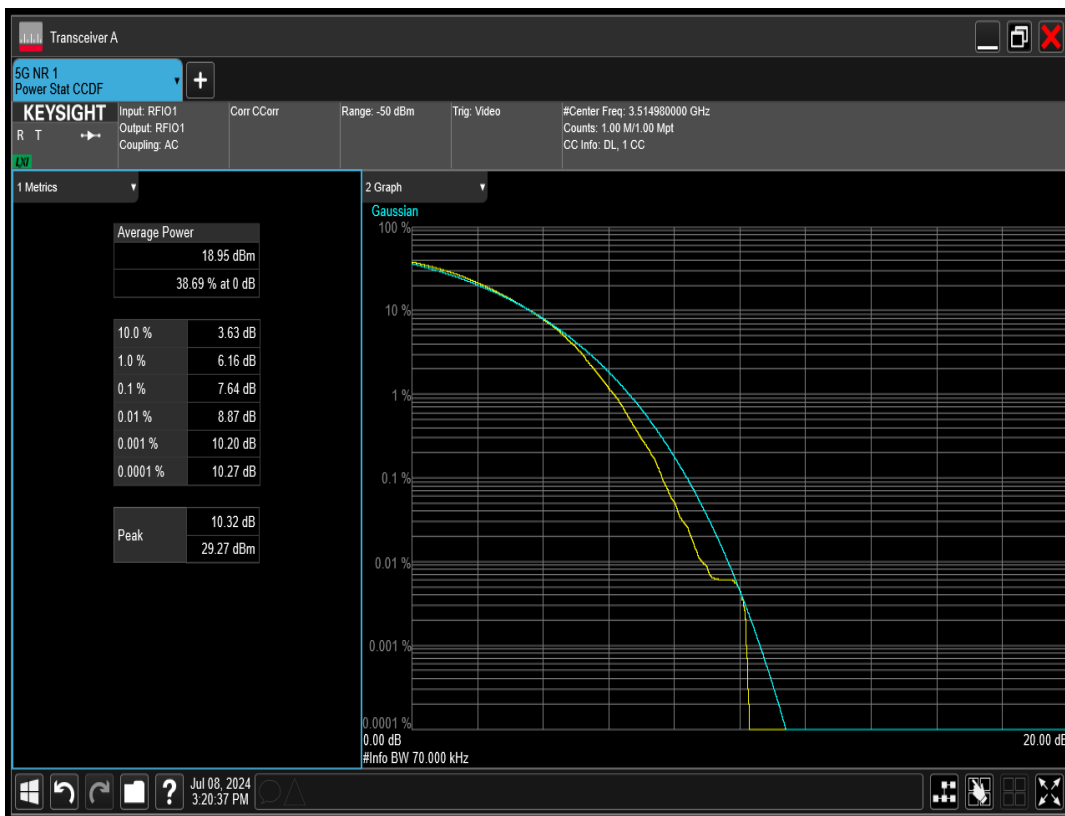 Transceiver A
5G NR 1
Power Stat CCDF
+
KEYSIGHT
R T
LXI
Input: RFIO1
Output: RFIO1
Coupling: AC
Corr CCorr
Range: -50 dBm
Trig: Video
#Center Freq: 3.514980000 GHz
Counts: 1.00 M/1.00 Mpt
CC Info: DL, 1 CC
1 Metrics
Average Power
18.95 dBm
38.69 % at 0 dB
10.0 % 3.63 dB
1.0 % 6.16 dB
0.1 % 7.64 dB
0.01 % 8.87 dB
0.001 % 10.20 dB
0.0001 % 10.27 dB
Peak
10.32 dB
29.27 dBm
2 Graph
Gaussian
100 %
10 %
1 %
0.1 %
0.01 %
0.001 %
0.0001 %
0.00 dB 20.00 dB
#Info BW 70.000 kHz
?
Jul 08, 2024
3:20:37 PM